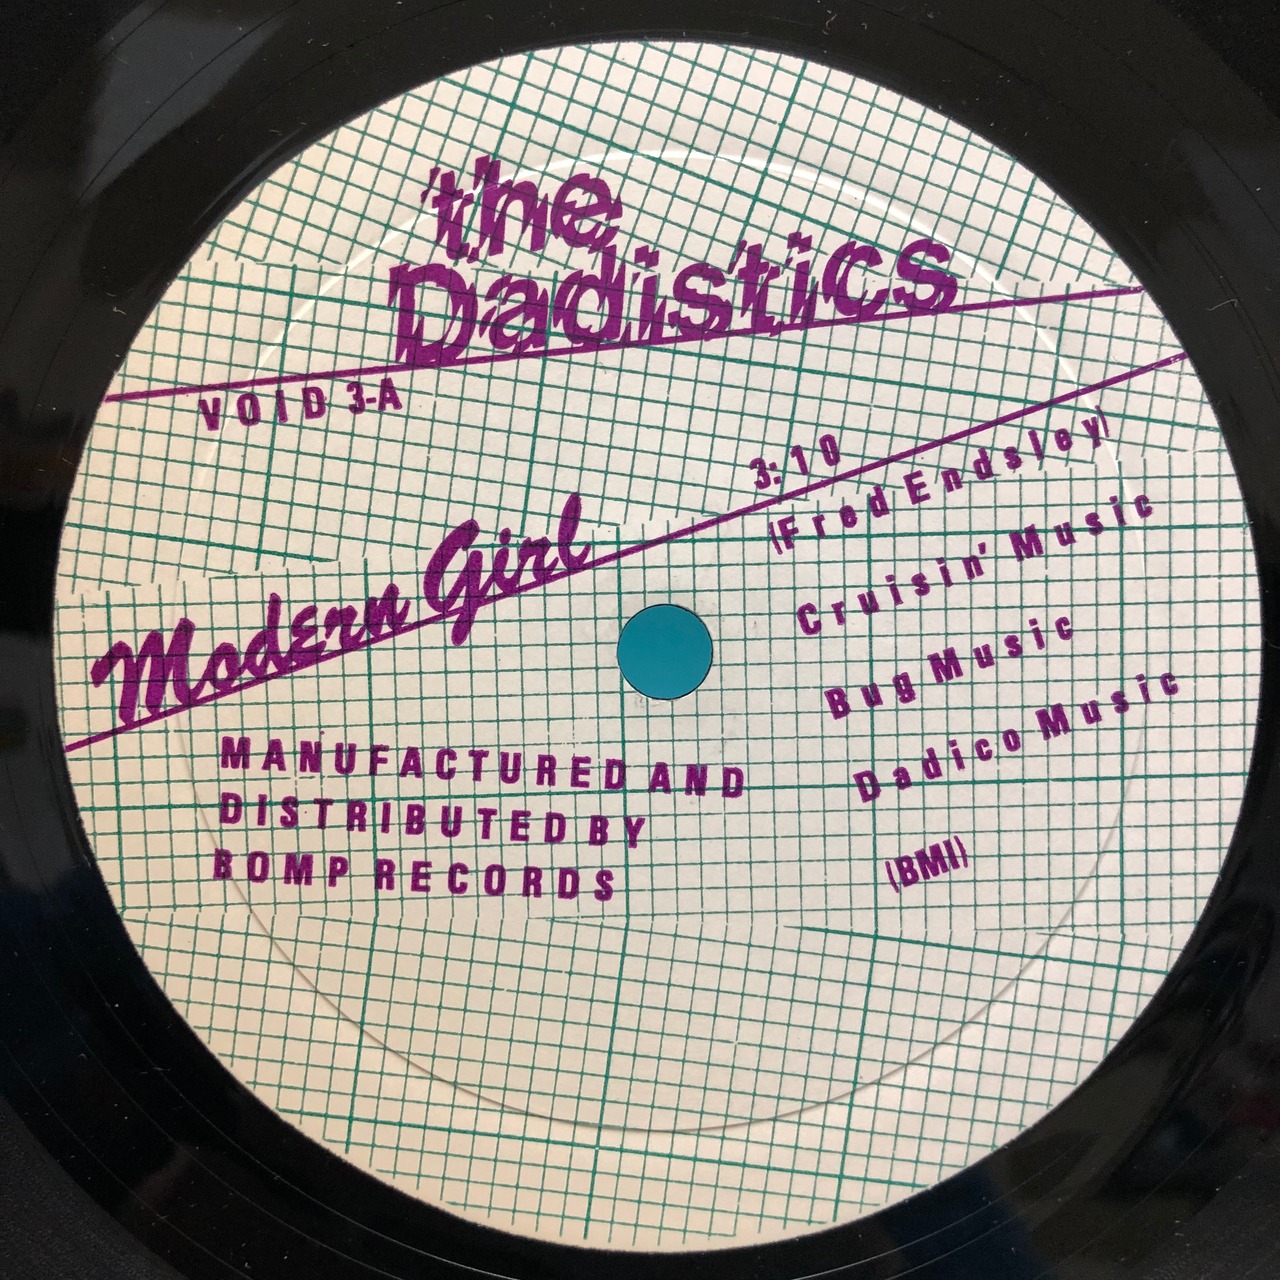 the
Dadistics
VOID 3-A
Modern Girl
3:10
(Fred Endsley)
Cruisin' Music
Bug Music
Dadico Music
(BMI)
MANUFACTURED AND
DISTRIBUTED BY
BOMP RECORDS